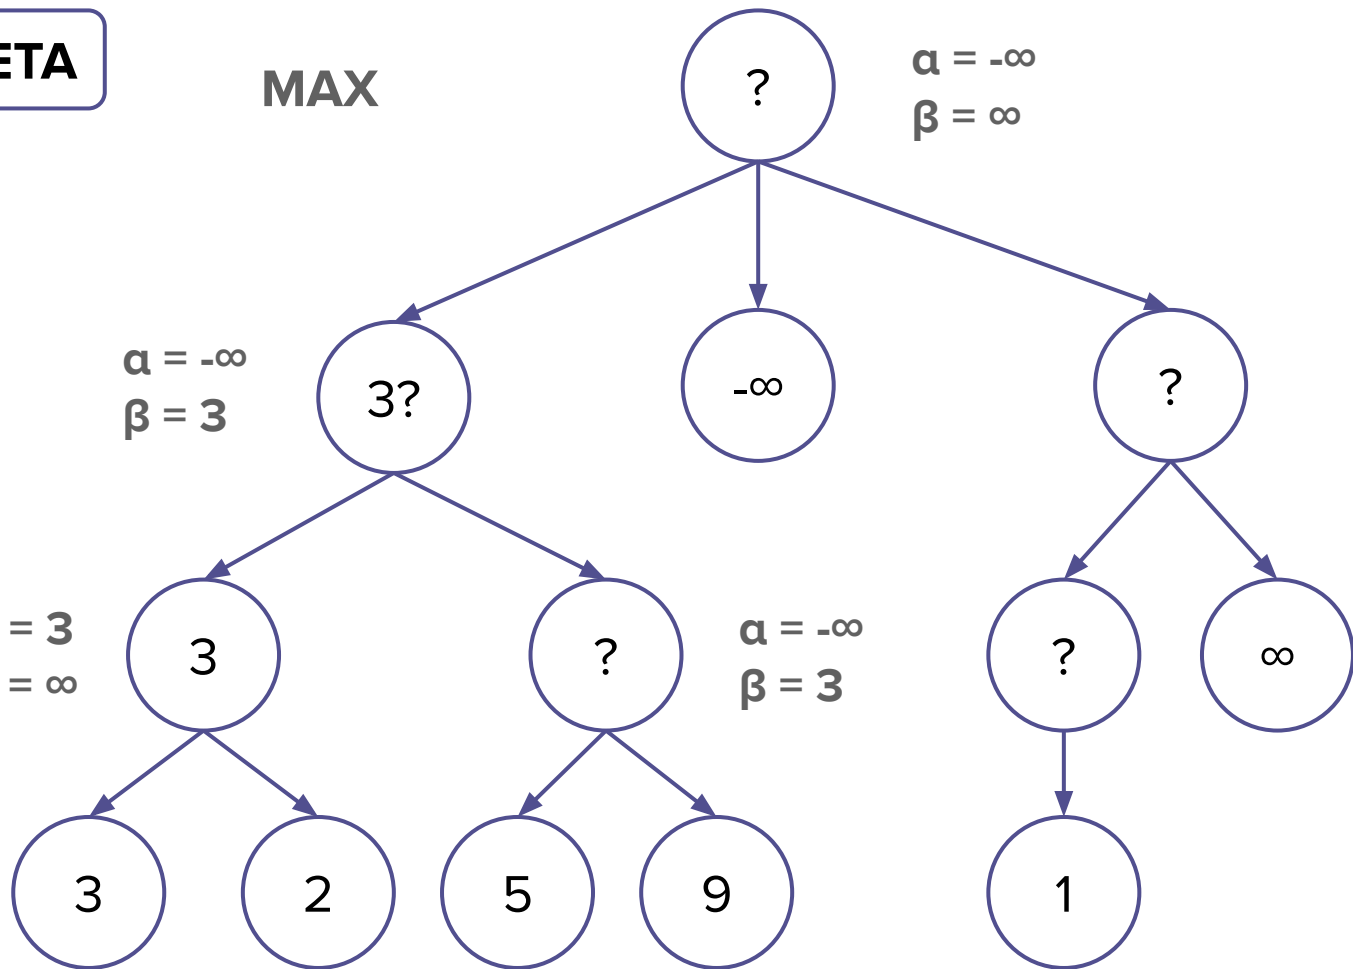 ETA
MAX
?
α = -∞
β = ∞
α = -∞
β = 3
3?
-∞
?
= 3
= ∞
3
?
α = -∞
β = 3
?
∞
3
2
5
9
1